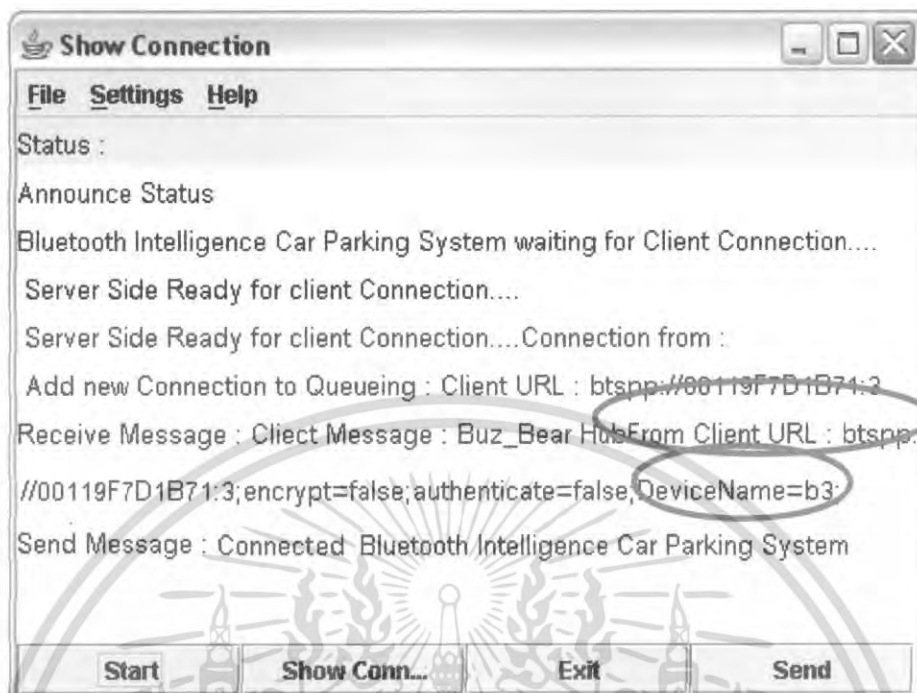 Show Connection
File Settings Help
Status :
Announce Status
Bluetooth Intelligence Car Parking System waiting for Client Connection....
Server Side Ready for client Connection....
Server Side Ready for client Connection....Connection from :
Add new Connection to Queueing : Client URL : btspp://00119F7D1B71:3
Receive Message : Cliect Message : Buz_Bear HubFrom Client URL : btspp:
//00119F7D1B71:3;encrypt=false;authenticate=false;DeviceName=b3;
Send Message : Connected Bluetooth Intelligence Car Parking System
Start Show Conn... Exit Send